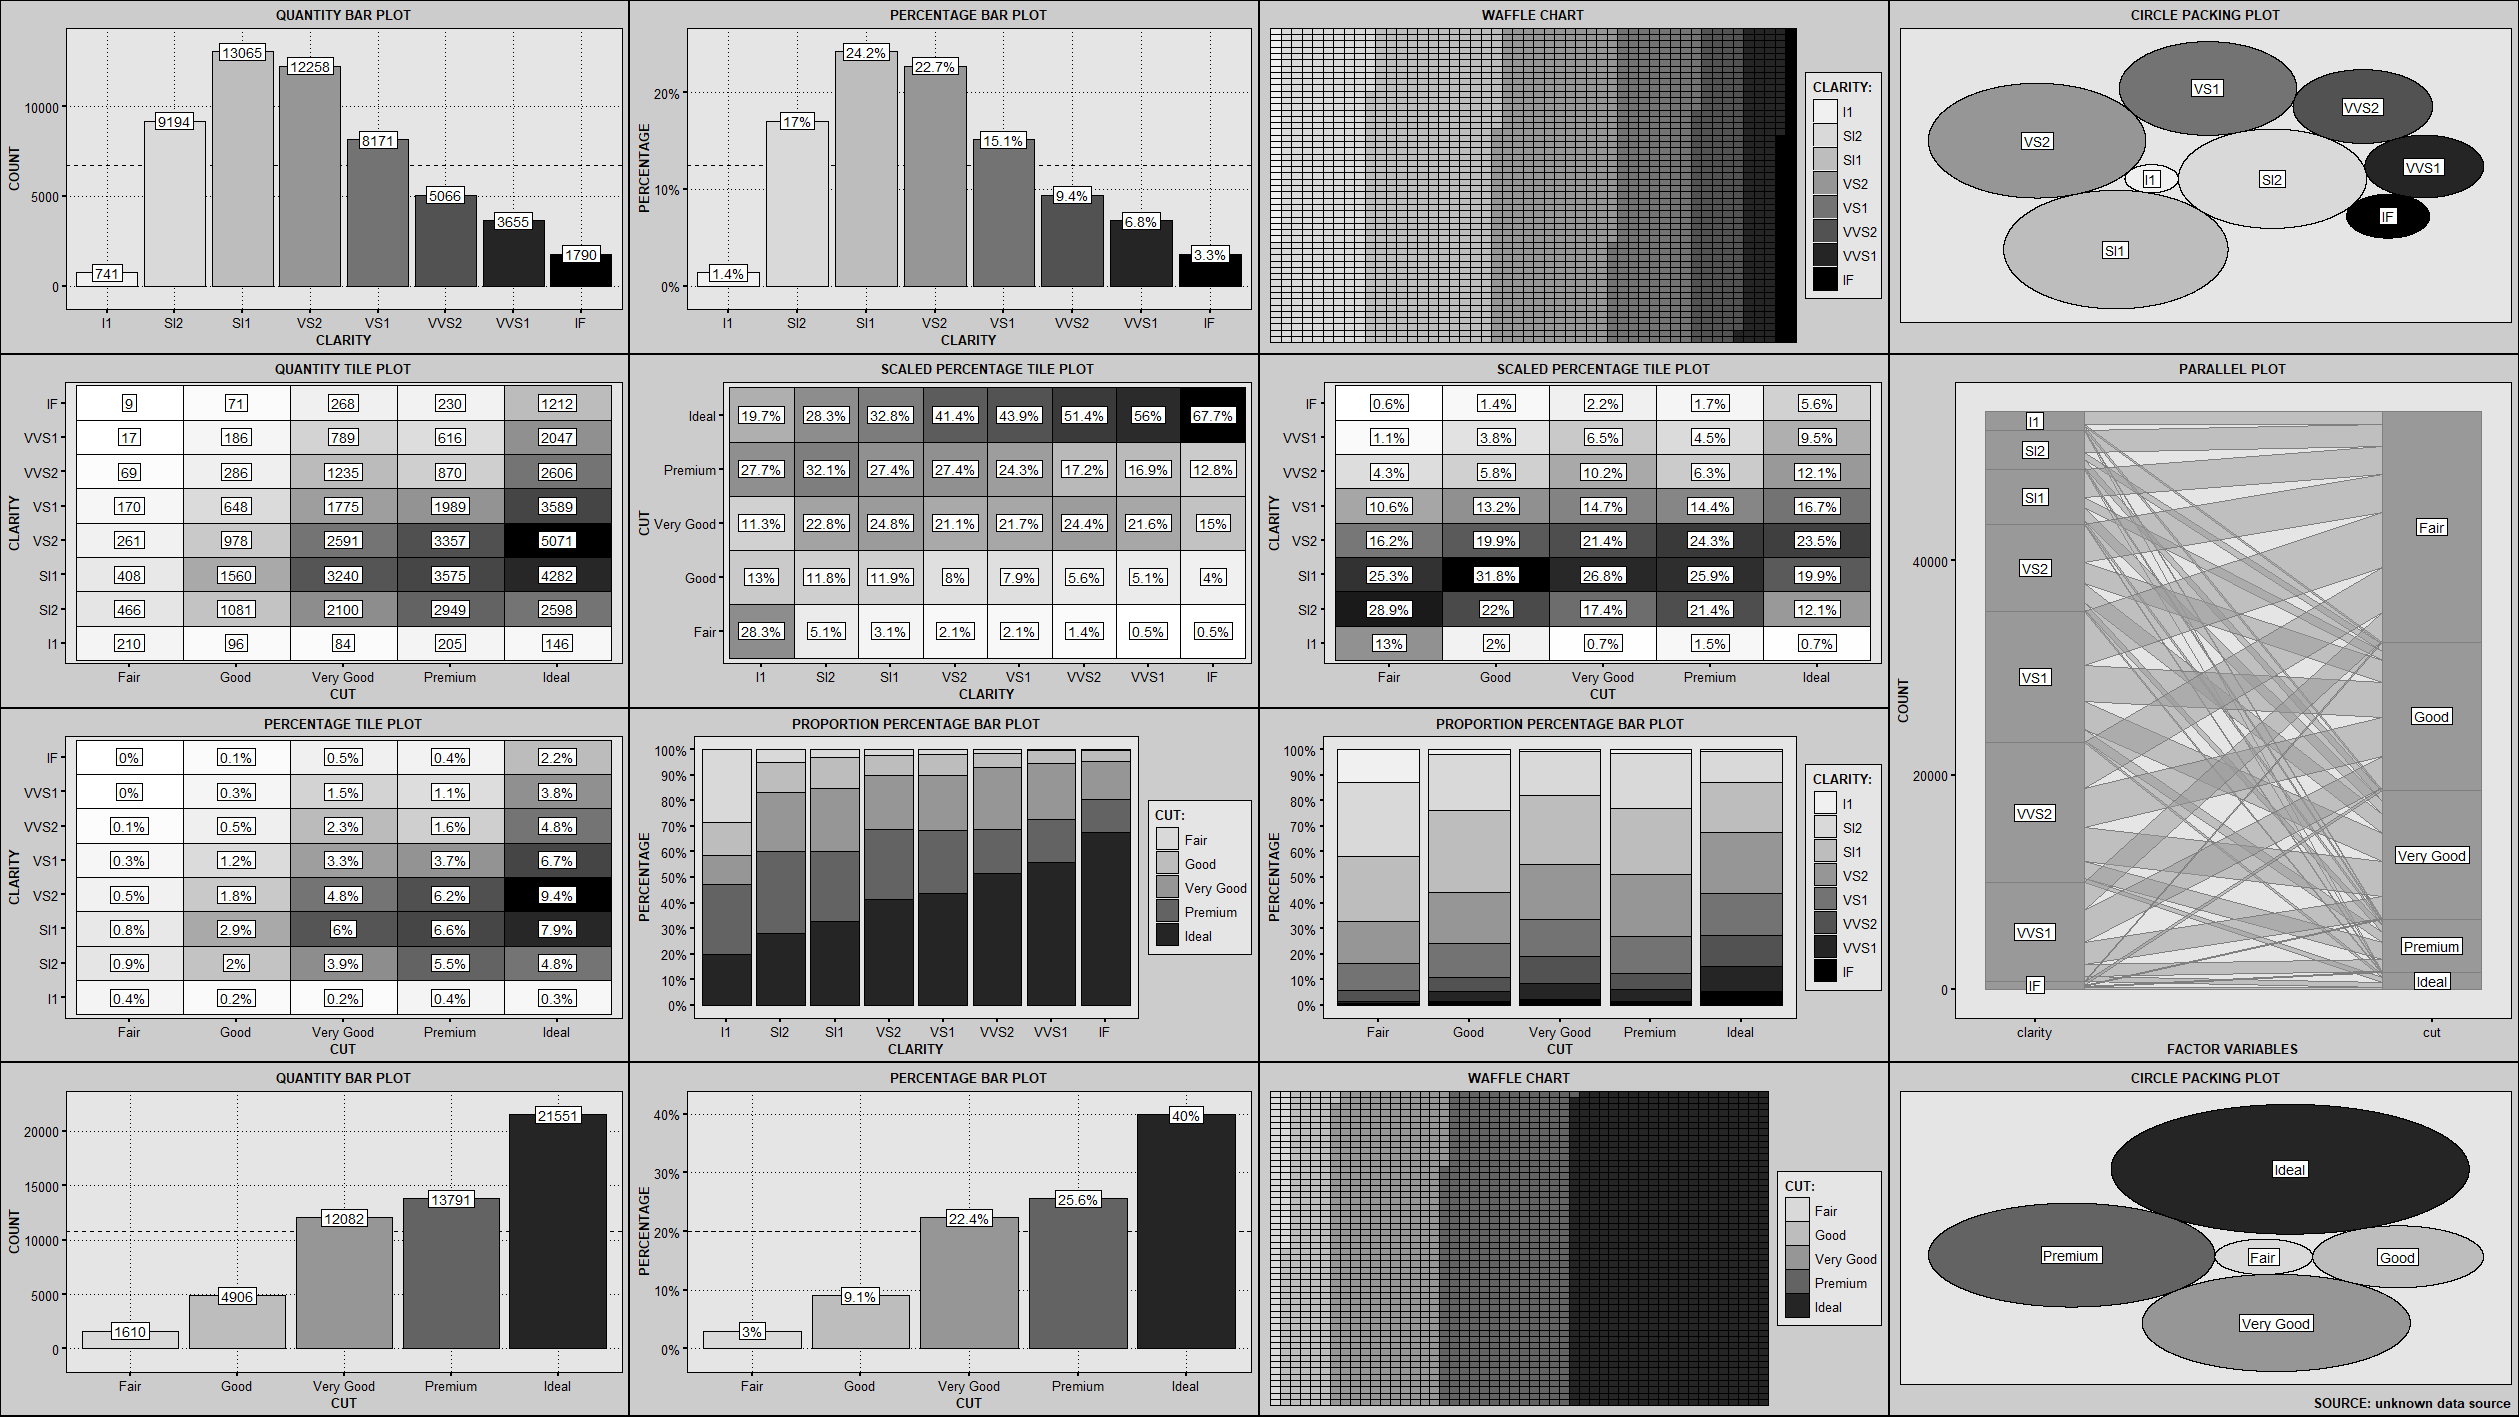 QUANTITY BAR PLOT
COUNT
10000
5000
0
741
9194
13065
12258
8171
5066
3655
1790
I1 SI2 SI1 VS2 VS1 VVS2 VVS1 IF
CLARITY
PERCENTAGE BAR PLOT
PERCENTAGE
20%
10%
0%
1.4%
17%
24.2%
22.7%
15.1%
9.4%
6.8%
3.3%
I1 SI2 SI1 VS2 VS1 VVS2 VVS1 IF
CLARITY
WAFFLE CHART
CLARITY:
I1
SI2
SI1
VS2
VS1
VVS2
VVS1
IF
CIRCLE PACKING PLOT
VS1
VVS2
VS2
VVS1
I1
SI2
IF
SI1
QUANTITY TILE PLOT
CLARITY
IF 9 71 268 230 1212
VVS1 17 186 789 616 2047
VVS2 69 286 1235 870 2606
VS1 170 648 1775 1989 3589
VS2 261 978 2591 3357 5071
SI1 408 1560 3240 3575 4282
SI2 466 1081 2100 2949 2598
I1 210 96 84 205 146
Fair Good Very Good Premium Ideal
CUT
SCALED PERCENTAGE TILE PLOT
CUT
Ideal 19.7% 28.3% 32.8% 41.4% 43.9% 51.4% 56% 67.7%
Premium 27.7% 32.1% 27.4% 27.4% 24.3% 17.2% 16.9% 12.8%
Very Good 11.3% 22.8% 24.8% 21.1% 21.7% 24.4% 21.6% 15%
Good 13% 11.8% 11.9% 8% 7.9% 5.6% 5.1% 4%
Fair 28.3% 5.1% 3.1% 2.1% 2.1% 1.4% 0.5% 0.5%
I1 SI2 SI1 VS2 VS1 VVS2 VVS1 IF
CLARITY
SCALED PERCENTAGE TILE PLOT
CLARITY
IF 0.6% 1.4% 2.2% 1.7% 5.6%
VVS1 1.1% 3.8% 6.5% 4.5% 9.5%
VVS2 4.3% 5.8% 10.2% 6.3% 12.1%
VS1 10.6% 13.2% 14.7% 14.4% 16.7%
VS2 16.2% 19.9% 21.4% 24.3% 23.5%
SI1 25.3% 31.8% 26.8% 25.9% 19.9%
SI2 28.9% 22% 17.4% 21.4% 12.1%
I1 13% 2% 0.7% 1.5% 0.7%
Fair Good Very Good Premium Ideal
CUT
PARALLEL PLOT
COUNT
40000
20000
0
I1
SI2
SI1
VS2
VS1
VVS2
VVS1
IF
Fair
Good
Very Good
Premium
Ideal
clarity cut
FACTOR VARIABLES
PERCENTAGE TILE PLOT
CLARITY
IF 0% 0.1% 0.5% 0.4% 2.2%
VVS1 0% 0.3% 1.5% 1.1% 3.8%
VVS2 0.1% 0.5% 2.3% 1.6% 4.8%
VS1 0.3% 1.2% 3.3% 3.7% 6.7%
VS2 0.5% 1.8% 4.8% 6.2% 9.4%
SI1 0.8% 2.9% 6% 6.6% 7.9%
SI2 0.9% 2% 3.9% 5.5% 4.8%
I1 0.4% 0.2% 0.2% 0.4% 0.3%
Fair Good Very Good Premium Ideal
CUT
PROPORTION PERCENTAGE BAR PLOT
PERCENTAGE
100%
90%
80%
70%
60%
50%
40%
30%
20%
10%
0%
I1 SI2 SI1 VS2 VS1 VVS2 VVS1 IF
CLARITY
CUT:
Fair
Good
Very Good
Premium
Ideal
PROPORTION PERCENTAGE BAR PLOT
PERCENTAGE
100%
90%
80%
70%
60%
50%
40%
30%
20%
10%
0%
Fair Good Very Good Premium Ideal
CUT
CLARITY:
I1
SI2
SI1
VS2
VS1
VVS2
VVS1
IF
QUANTITY BAR PLOT
COUNT
20000
15000
10000
5000
0
1610
4906
12082
13791
21551
Fair Good Very Good Premium Ideal
CUT
PERCENTAGE BAR PLOT
PERCENTAGE
40%
30%
20%
10%
0%
3%
9.1%
22.4%
25.6%
40%
Fair Good Very Good Premium Ideal
CUT
WAFFLE CHART
CUT:
Fair
Good
Very Good
Premium
Ideal
CIRCLE PACKING PLOT
Ideal
Premium
Fair
Good
Very Good
SOURCE: unknown data source